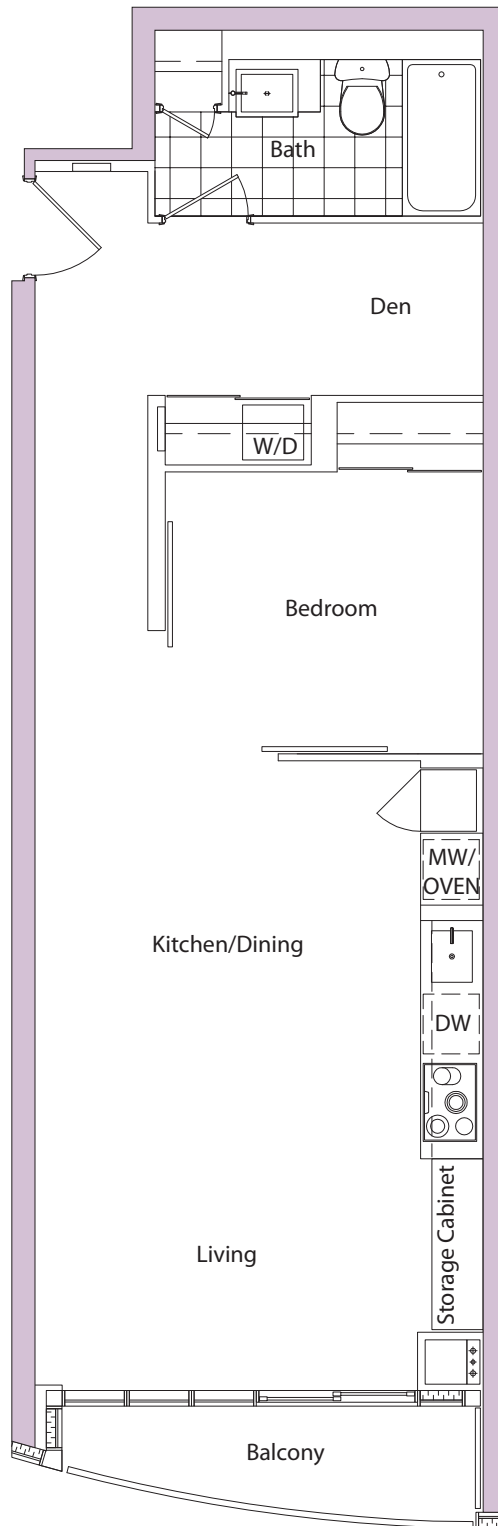 Bath
Den
W/D
Bedroom
MW/
OVEN
Kitchen/Dining
DW
Storage Cabinet
Living
Balcony